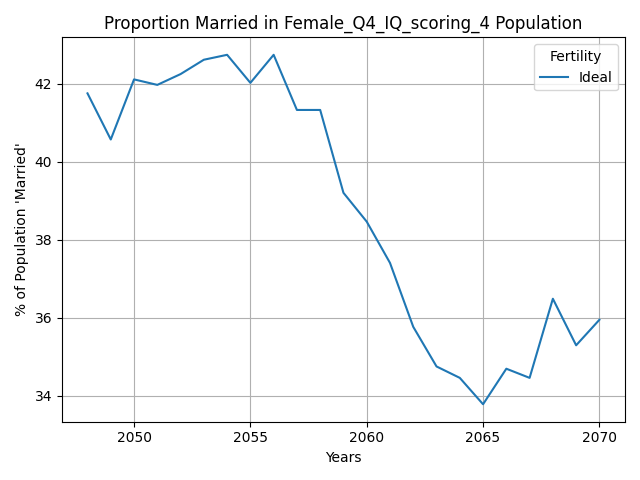 Proportion Married in Female_Q4_IQ_scoring_4 Population
Fertility
Ideal
% of Population 'Married'
42
40
38
36
34
2050
2055
2060
2065
2070
Years